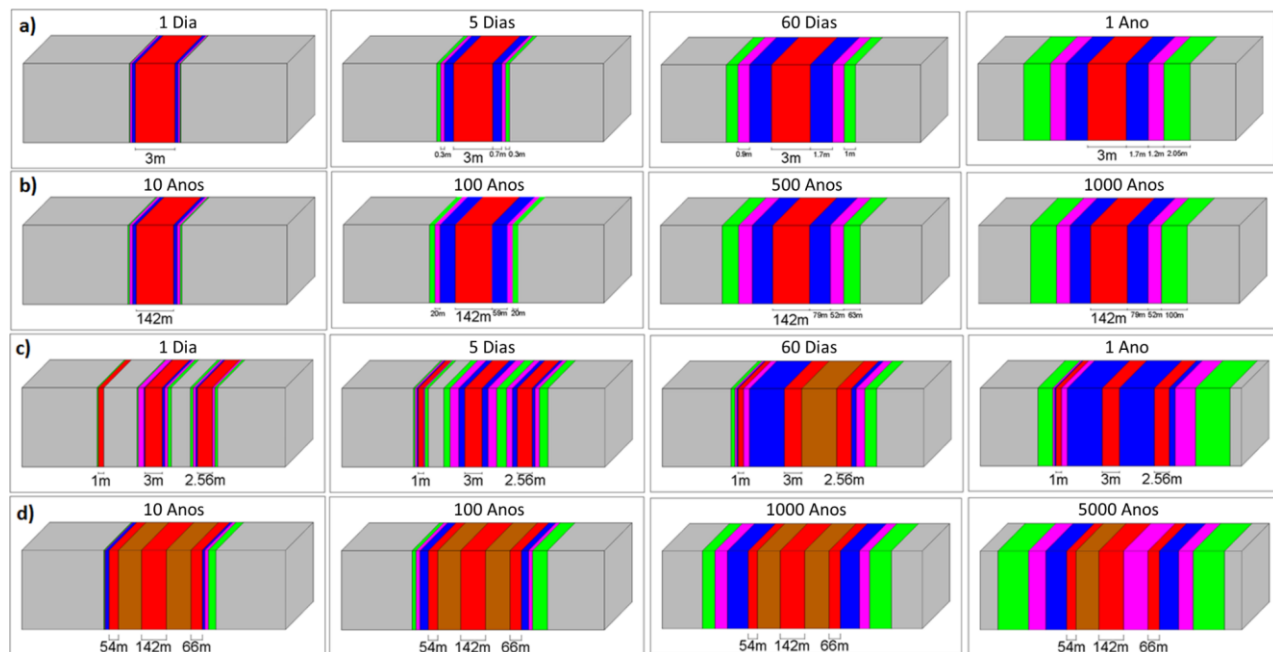 a)
1 Dia
5 Dias
60 Dias
1 Ano
3m
0.3m 3m 0.7m 0.3m
0.9m 3m 1.7m 1m
3m 1.7m 1.2m 2.05m
b)
10 Anos
100 Anos
500 Anos
1000 Anos
142m
20m 142m 59m 20m
142m 79m 52m 63m
142m 79m 52m 100m
c)
1 Dia
5 Dias
60 Dias
1 Ano
1m 3m 2.56m
1m 3m 2.56m
1m 3m 2.56m
1m 3m 2.56m
d)
10 Anos
100 Anos
1000 Anos
5000 Anos
54m 142m 66m
54m 142m 66m
54m 142m 66m
54m 142m 66m